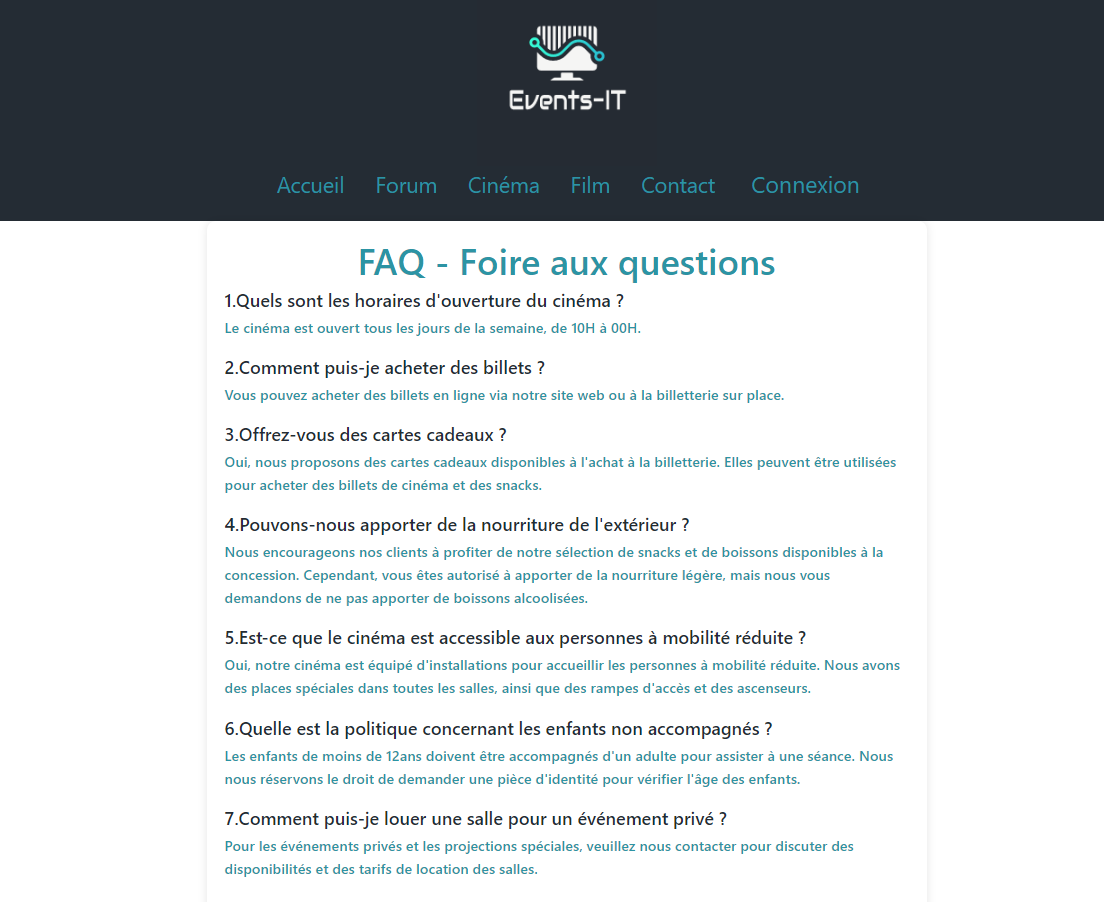 Events-IT
Accueil Forum Cinéma Film Contact Connexion
FAQ - Foire aux questions
1.Quels sont les horaires d'ouverture du cinéma ?
Le cinéma est ouvert tous les jours de la semaine, de 10H à 00H.
2.Comment puis-je acheter des billets ?
Vous pouvez acheter des billets en ligne via notre site web ou à la billetterie sur place.
3.Offrez-vous des cartes cadeaux ?
Oui, nous proposons des cartes cadeaux disponibles à l'achat à la billetterie. Elles peuvent être utilisées
pour acheter des billets de cinéma et des snacks.
4.Pouvons-nous apporter de la nourriture de l'extérieur ?
Nous encourageons nos clients à profiter de notre sélection de snacks et de boissons disponibles à la
concession. Cependant, vous êtes autorisé à apporter de la nourriture légère, mais nous vous
demandons de ne pas apporter de boissons alcoolisées.
5.Est-ce que le cinéma est accessible aux personnes à mobilité réduite ?
Oui, notre cinéma est équipé d'installations pour accueillir les personnes à mobilité réduite. Nous avons
des places spéciales dans toutes les salles, ainsi que des rampes d'accès et des ascenseurs.
6.Quelle est la politique concernant les enfants non accompagnés ?
Les enfants de moins de 12ans doivent être accompagnés d'un adulte pour assister à une séance. Nous
nous réservons le droit de demander une pièce d'identité pour vérifier l'âge des enfants.
7.Comment puis-je louer une salle pour un événement privé ?
Pour les événements privés et les projections spéciales, veuillez nous contacter pour discuter des
disponibilités et des tarifs de location des salles.